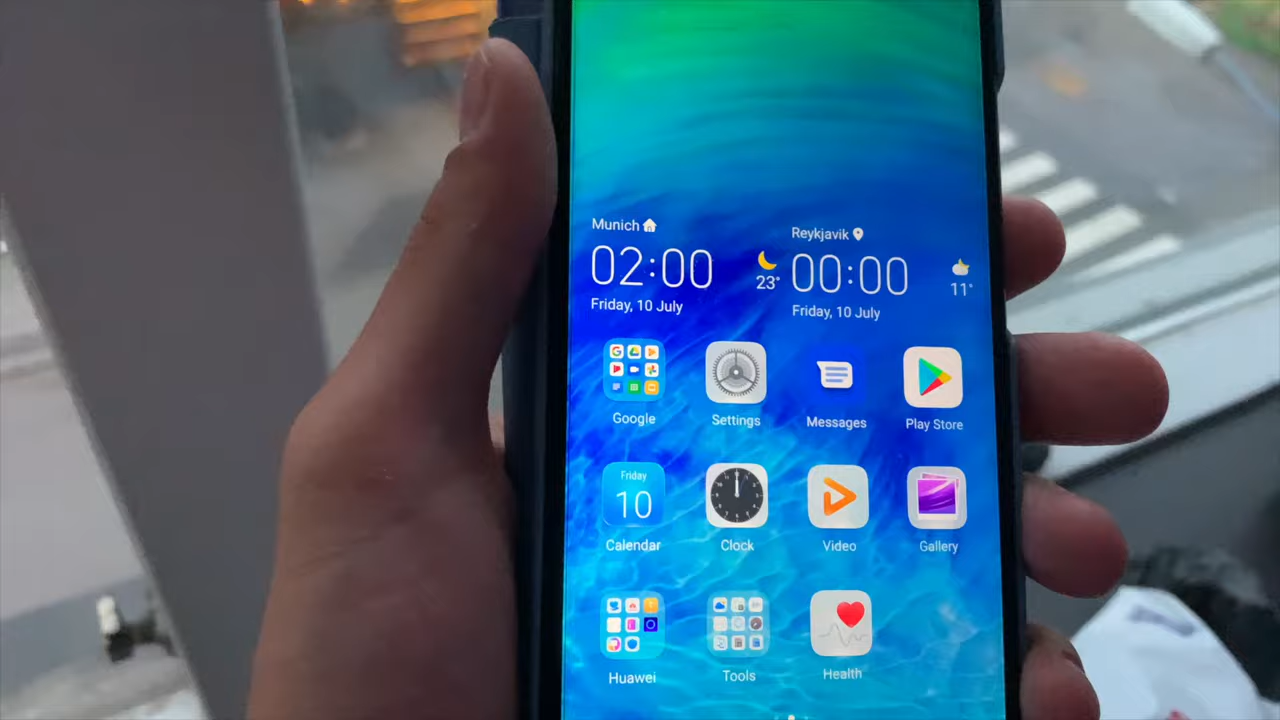 Munich
Reykjavik
02:00
23°
00:00
11°
Friday, 10 July
Friday, 10 July
Google
Settings
Messages
Play Store
Friday
10
Calendar
Clock
Video
Gallery
Huawei
Tools
Health